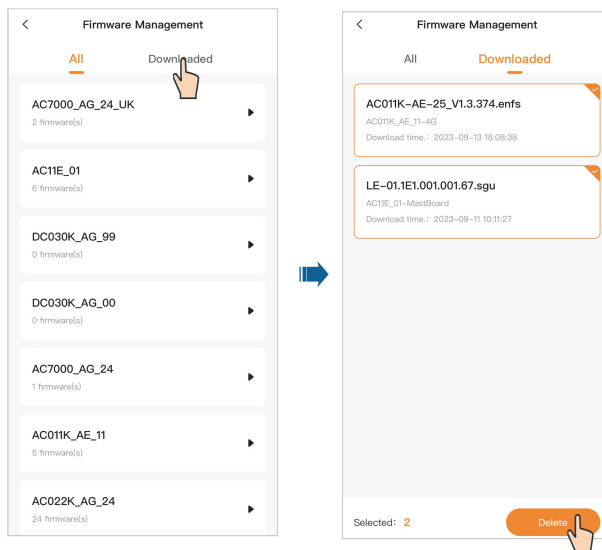 Firmware Management
All Downloaded
AC7000_AG_24_UK
2 firmware(s)
AC11E_01
6 firmware(s)
DC030K_AG_99
0 firmware(s)
DC030K_AG_00
0 firmware(s)
AC7000_AG_24
1 firmware(s)
AC011K_AE_11
5 firmware(s)
AC022K_AG_24
24 firmware(s)
Firmware Management
All Downloaded
AC011K-AE-25_V1.3.374.enfs
AC011K_AE_11-4G
Download time.: 2023-09-13 18:08:38
LE-01.1E1.001.001.67.sgu
AC11E_01-MastBoard
Download time.: 2023-09-11 10:11:27
Selected: 2 Delete